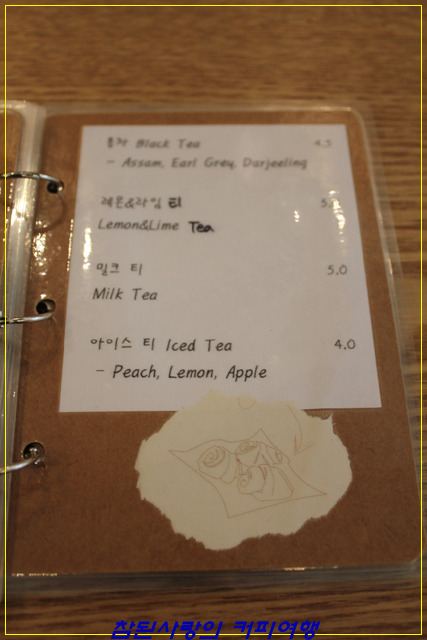 홍차 Black Tea 4.5
- Assam, Earl Grey, Darjeeling
레몬&라임 티
Lemon&Lime Tea
밀크 티 5.0
Milk Tea
아이스 티 Iced Tea 4.0
- Peach, Lemon, Apple
참된사랑의 커피여행